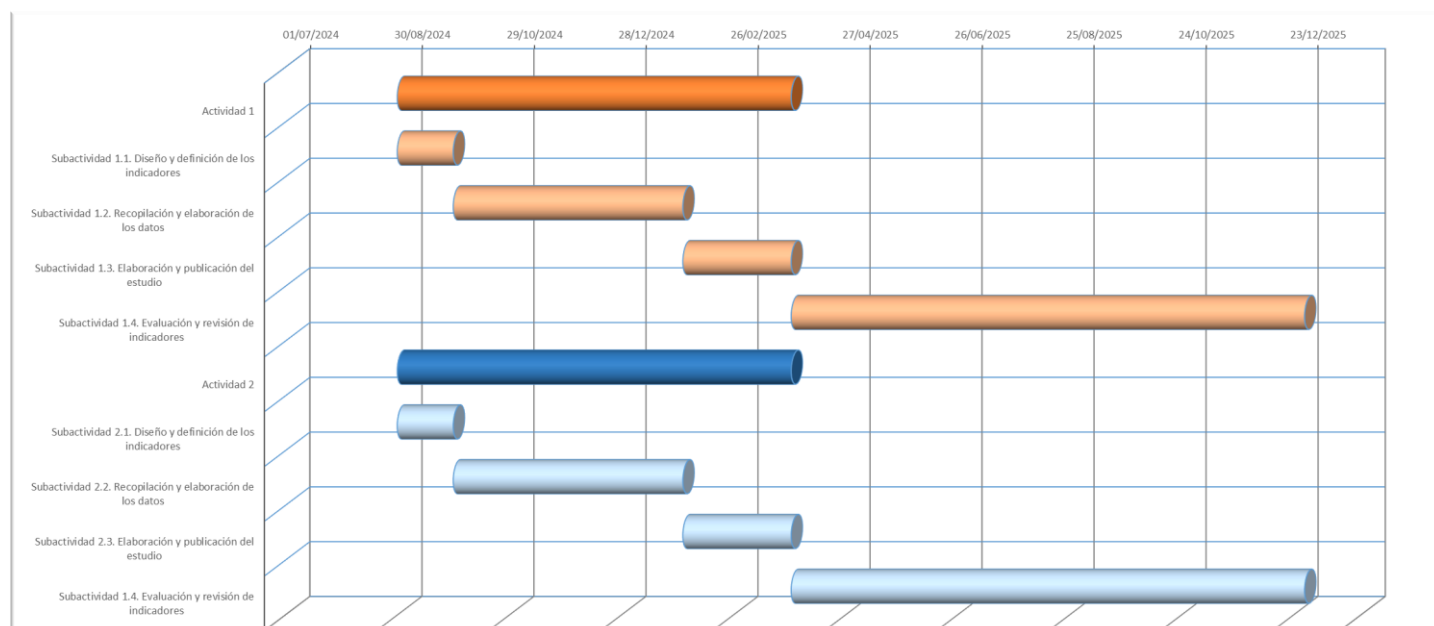 01/07/2024 30/08/2024 29/10/2024 28/12/2024 26/02/2025 27/04/2025 26/06/2025 25/08/2025 24/10/2025 23/12/2025
Actividad 1
Subactividad 1.1. Diseño y definición de los
indicadores
Subactividad 1.2. Recopilación y elaboración de
los datos
Subactividad 1.3. Elaboración y publicación del
estudio
Subactividad 1.4. Evaluación y revisión de
indicadores
Actividad 2
Subactividad 2.1. Diseño y definición de los
indicadores
Subactividad 2.2. Recopilación y elaboración de
los datos
Subactividad 2.3. Elaboración y publicación del
estudio
Subactividad 1.4. Evaluación y revisión de
indicadores